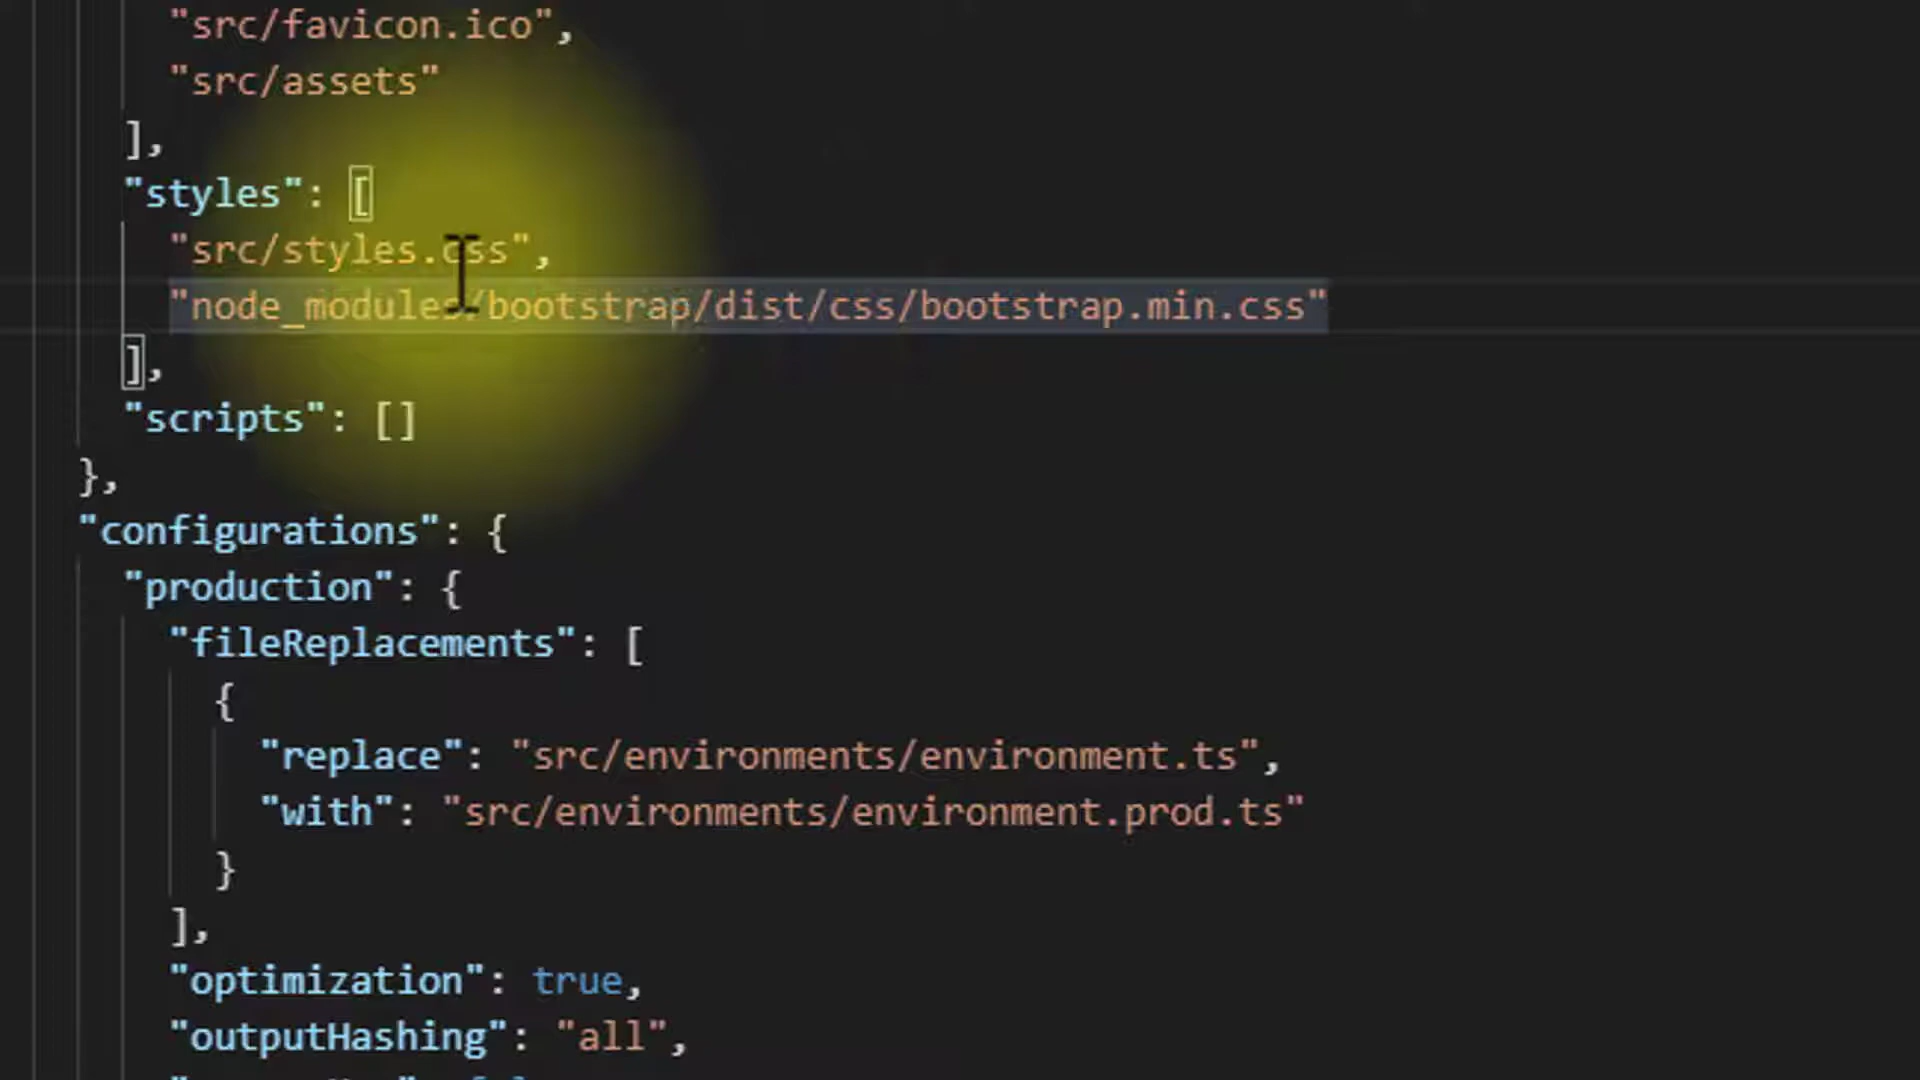 "src/favicon.ico",
"src/assets"
],
"styles": [
"src/styles.css",
"node_modules/bootstrap/dist/css/bootstrap.min.css"
],
"scripts": []
},
"configurations": {
"production": {
"fileReplacements": [
{
"replace": "src/environments/environment.ts",
"with": "src/environments/environment.prod.ts"
}
],
"optimization": true,
"outputHashing": "all",